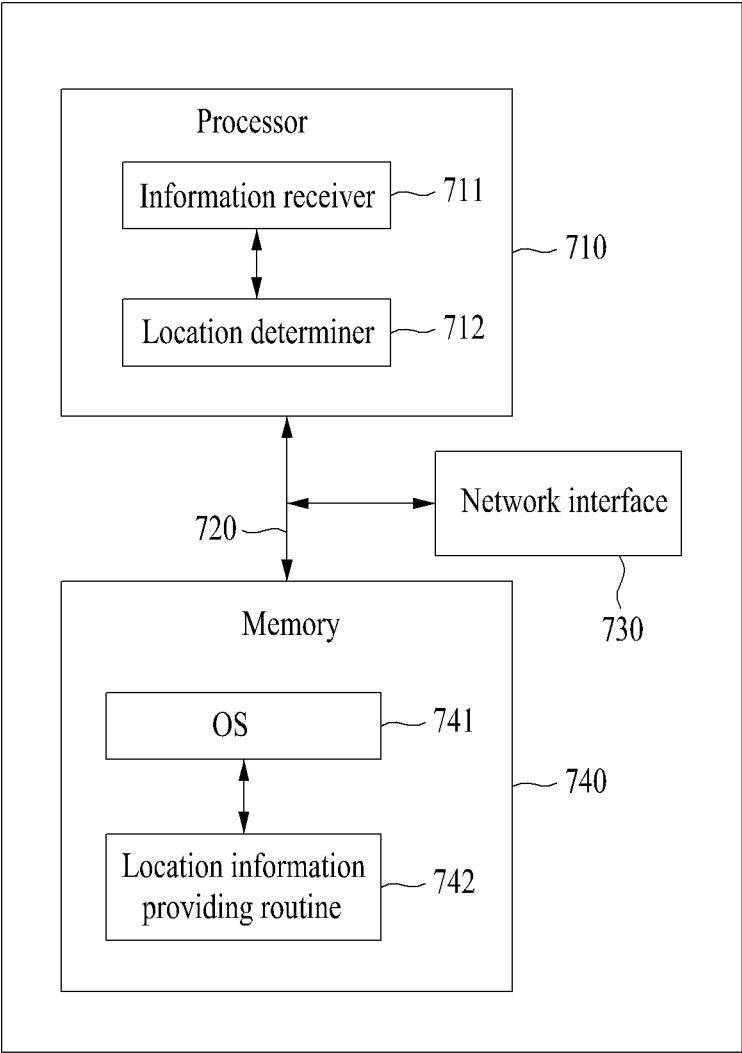 Processor
Information receiver
711
710
Location determiner
712
Network interface
720
730
Memory
OS
741
740
Location information
providing routine
742